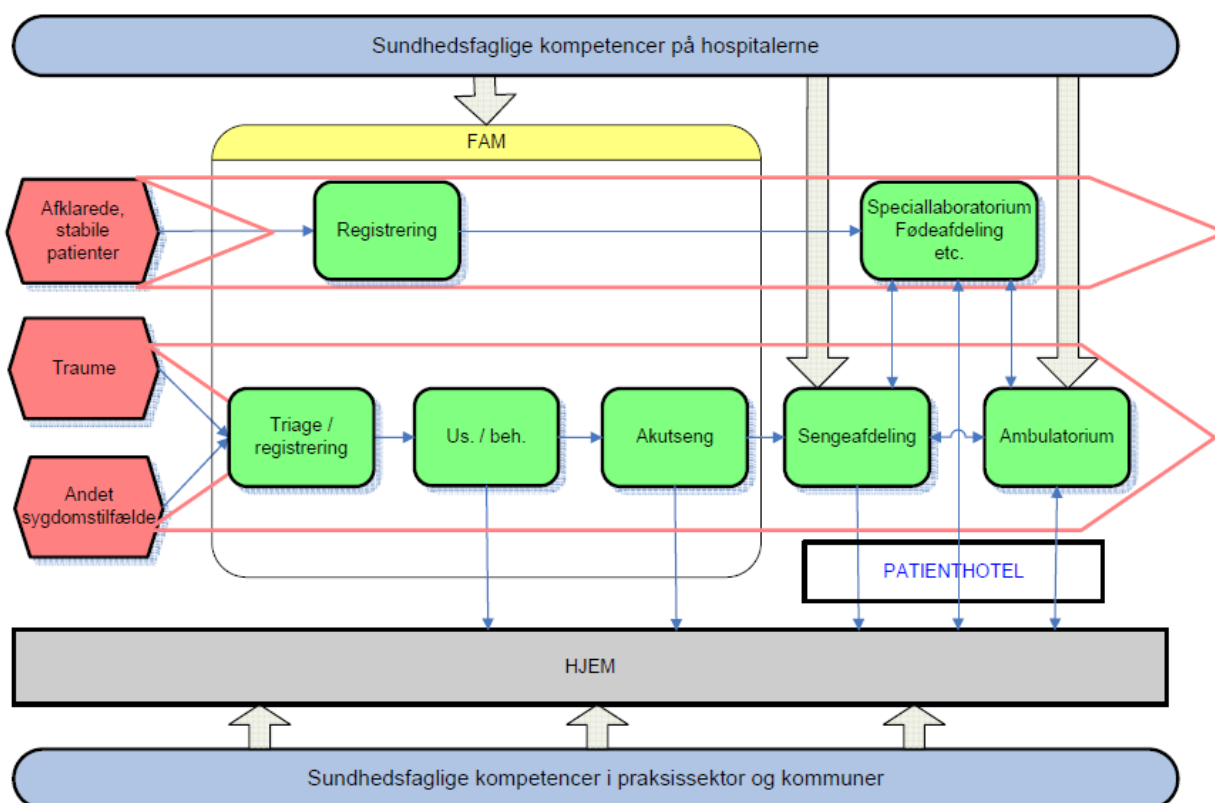 Sundhedsfaglige kompetencer på hospitalerne
FAM
Afklarede,
stabile
patienter
Registrering
Speciallaboratorium
Fødeafdeling
etc.
Traume
Triage /
registrering
Us. / beh.
Akutseng
Sengeafdeling
Ambulatorium
Andet
sygdomstilfælde
PATIENTHOTEL
HJEM
Sundhedsfaglige kompetencer i praksissektor og kommuner